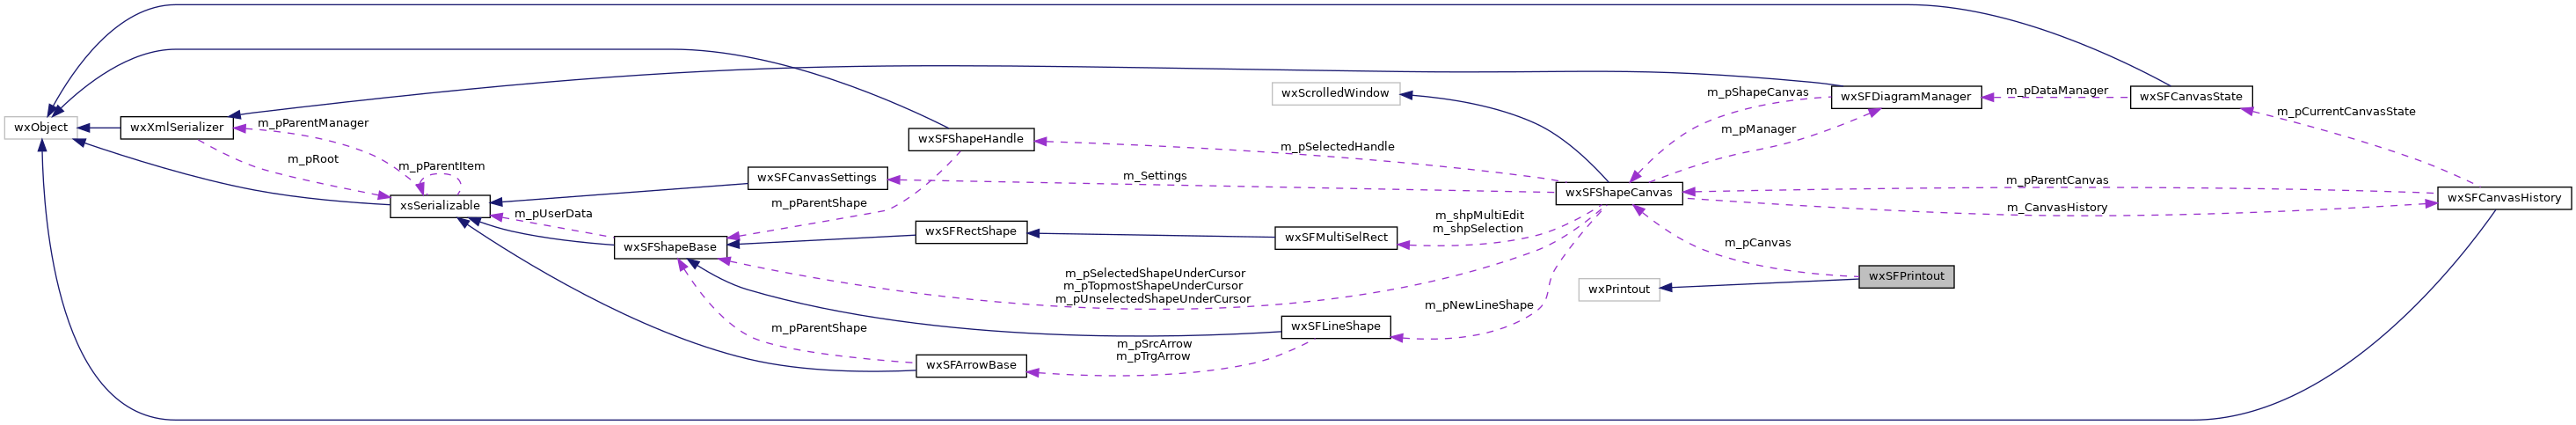 wxObject
wxXmlSerializer
m_pParentManager
m_pRoot
m_pParentItem
xsSerializable
m_pUserData
wxSFShapeBase
wxSFCanvasSettings
m_pParentShape
wxSFShapeHandle
wxSFRectShape
m_pParentShape
wxSFArrowBase
m_pSelectedShapeUnderCursor
m_pTopmostShapeUnderCursor
m_pUnselectedShapeUnderCursor
m_pSrcArrow
m_pTrgArrow
m_Settings
wxScrolledWindow
m_pSelectedHandle
wxSFMultiSelRect
wxSFLineShape
m_shpMultiEdit
m_shpSelection
m_pNewLineShape
wxSFShapeCanvas
wxPrintout
m_pShapeCanvas
m_pManager
m_pCanvas
wxSFDiagramManager
wxSFPrintout
m_pDataManager
m_pParentCanvas
m_CanvasHistory
wxSFCanvasState
m_pCurrentCanvasState
wxSFCanvasHistory